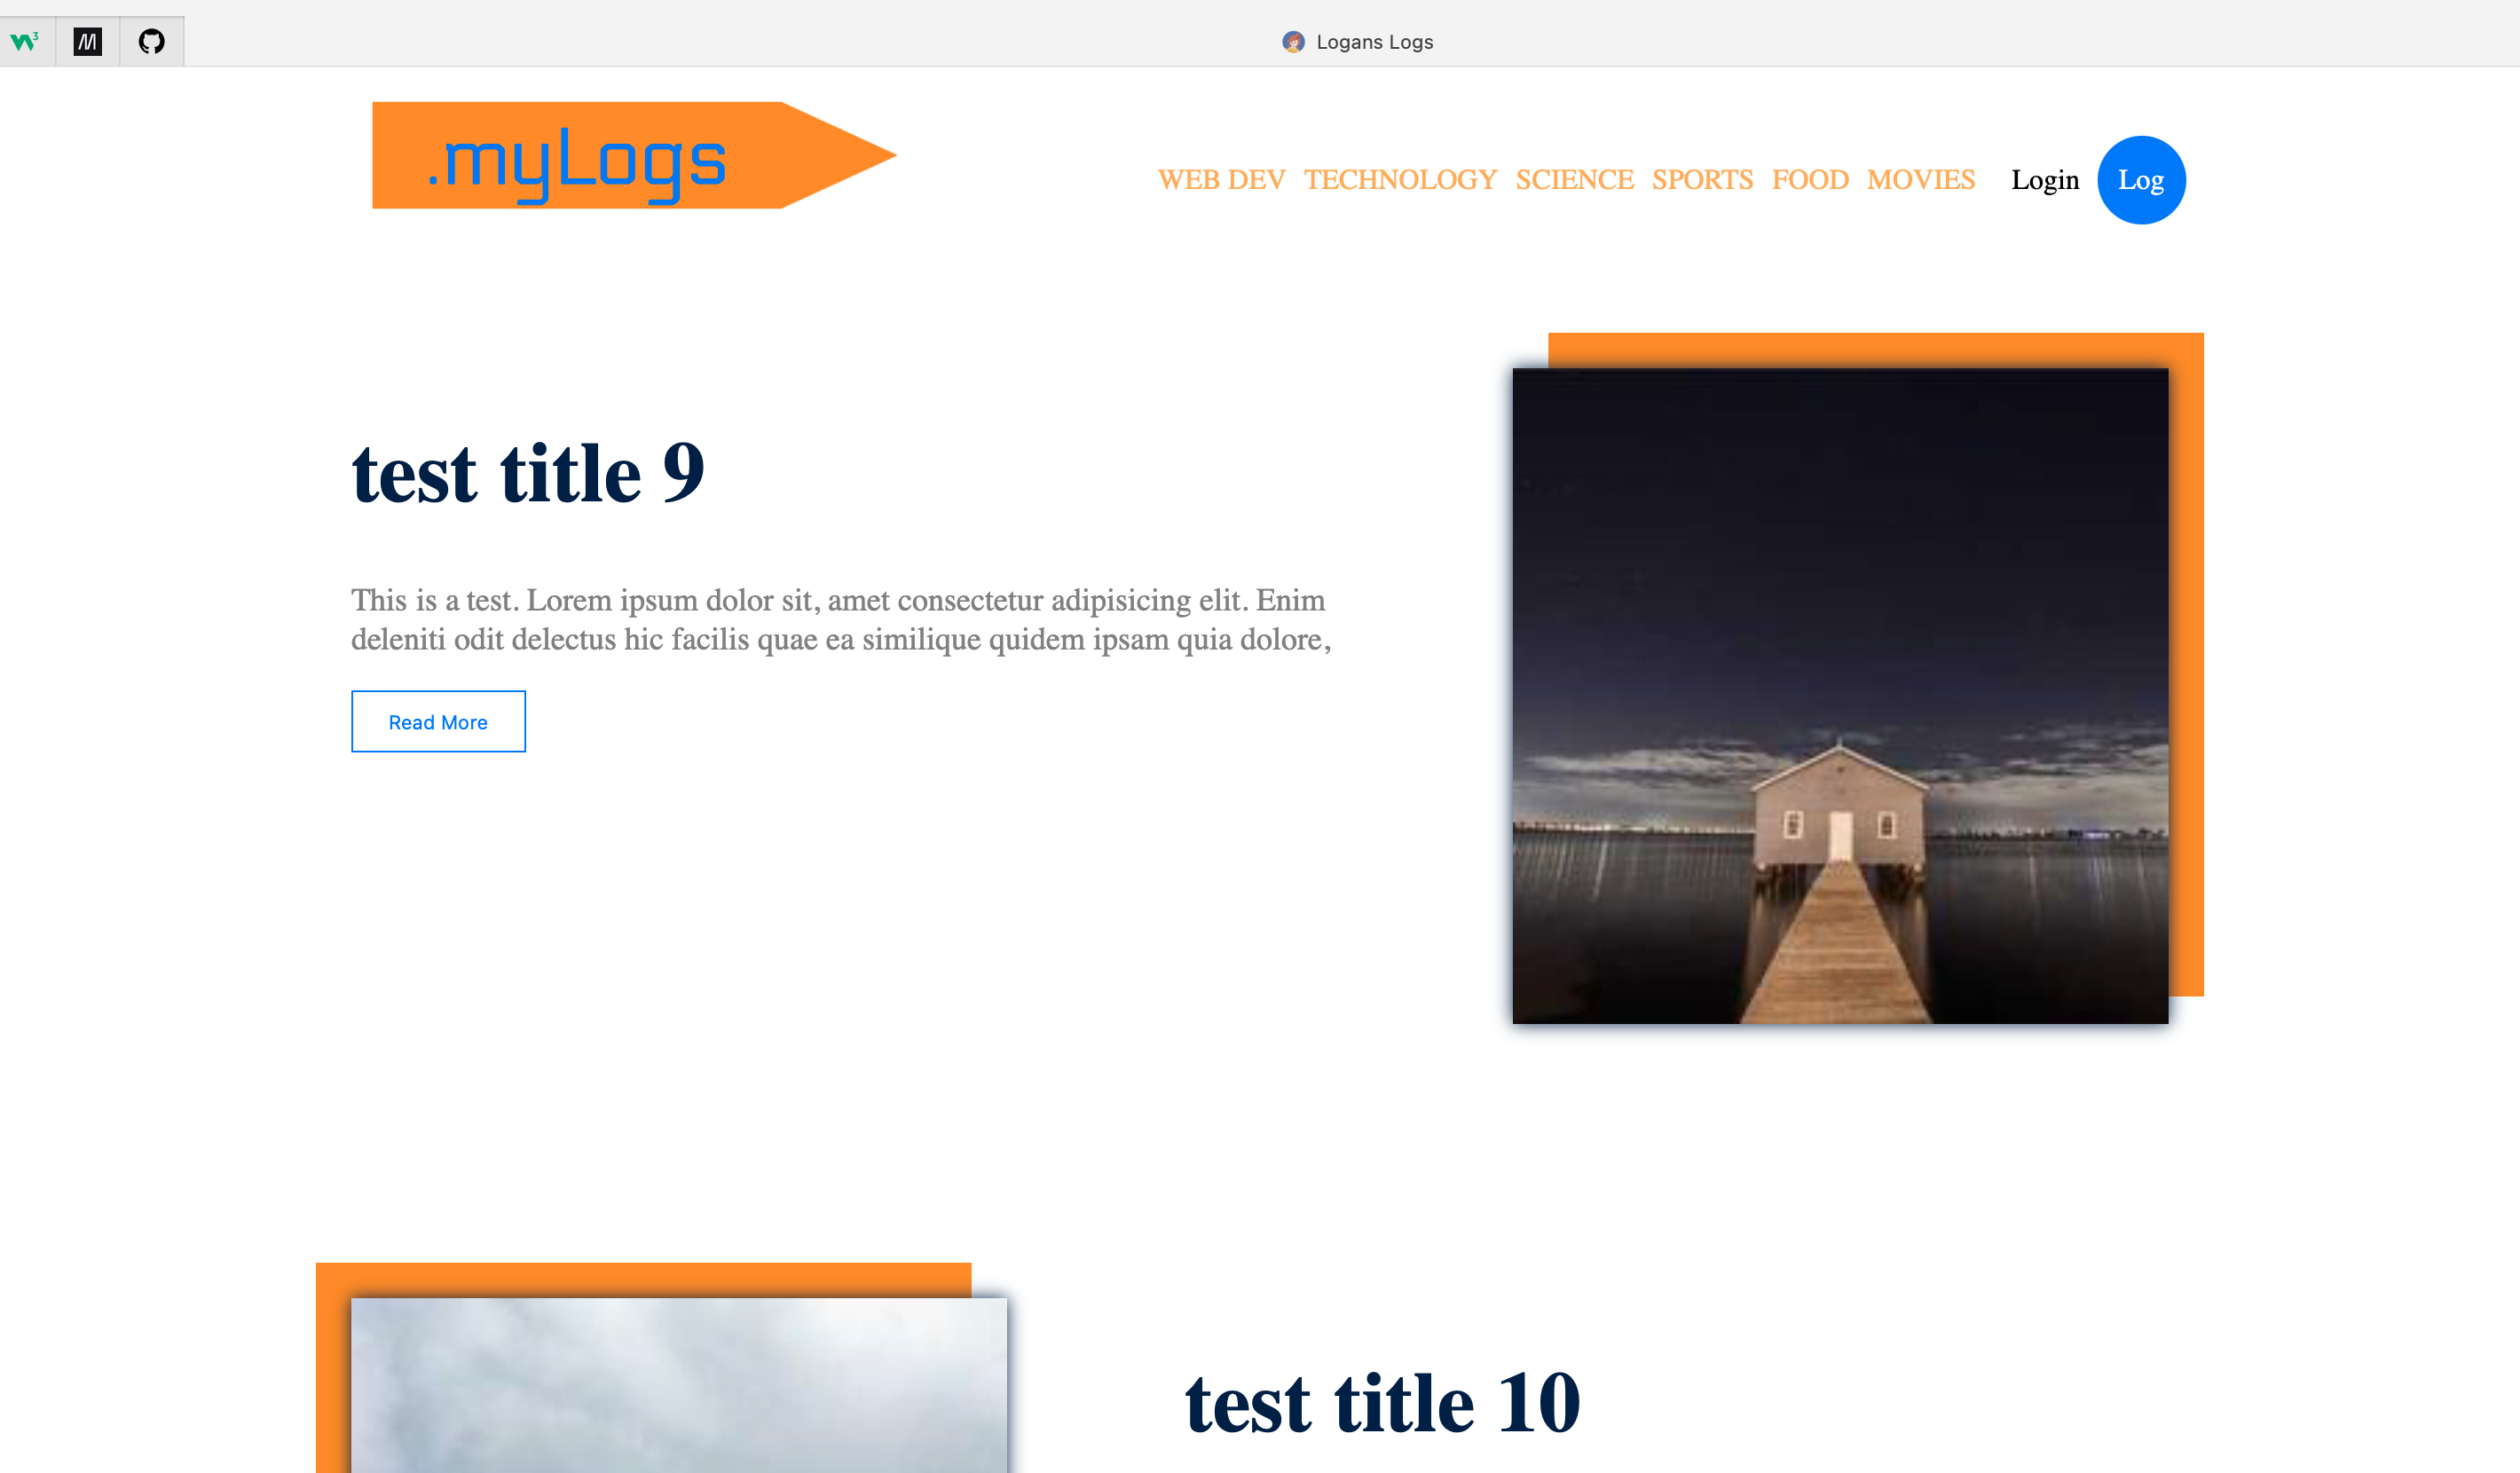 Logans Logs
.myLogs
WEB DEV TECHNOLOGY SCIENCE SPORTS FOOD MOVIES Login Log
test title 9
This is a test. Lorem ipsum dolor sit, amet consectetur adipisicing elit. Enim
deleniti odit delectus hic facilis quae ea similique quidem ipsam quia dolore,
Read More
test title 10